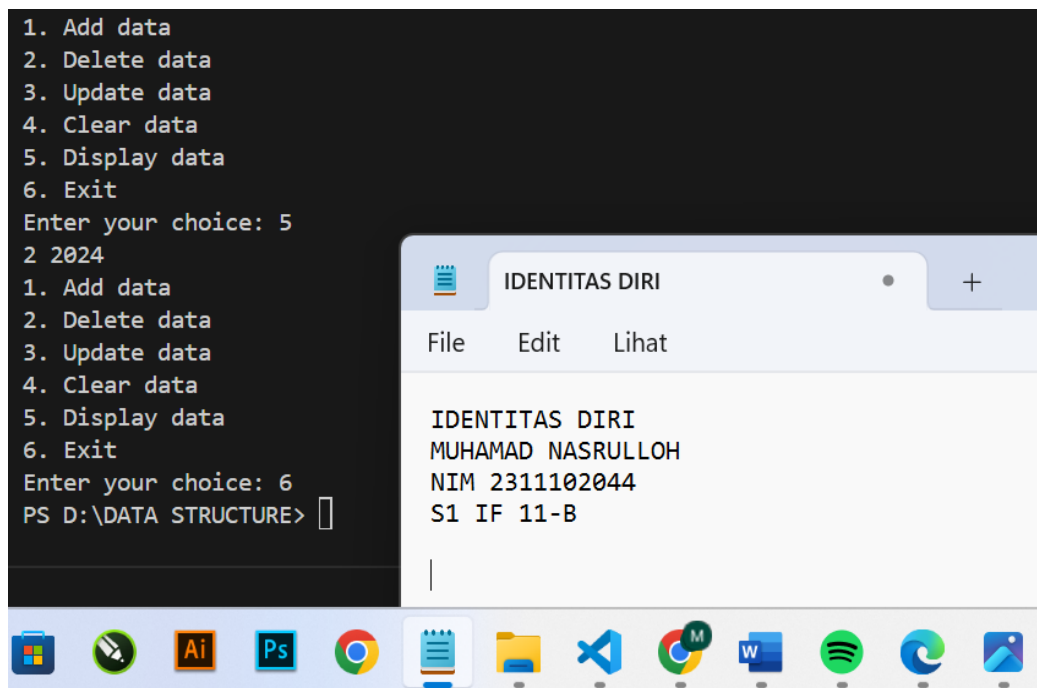 1. Add data
2. Delete data
3. Update data
4. Clear data
5. Display data
6. Exit
Enter your choice: 5
2 2024
1. Add data
2. Delete data
3. Update data
4. Clear data
5. Display data
6. Exit
Enter your choice: 6
PS D:\DATA STRUCTURE>
IDENTITAS DIRI
File Edit Lihat
IDENTITAS DIRI
MUHAMAD NASRULLOH
NIM 2311102044
S1 IF 11-B
Ai Ps M W